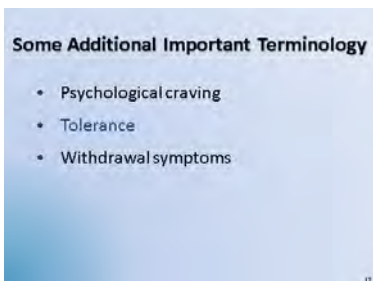 Some Additional Important Terminology
• Psychological craving
• Tolerance
• Withdrawal symptoms